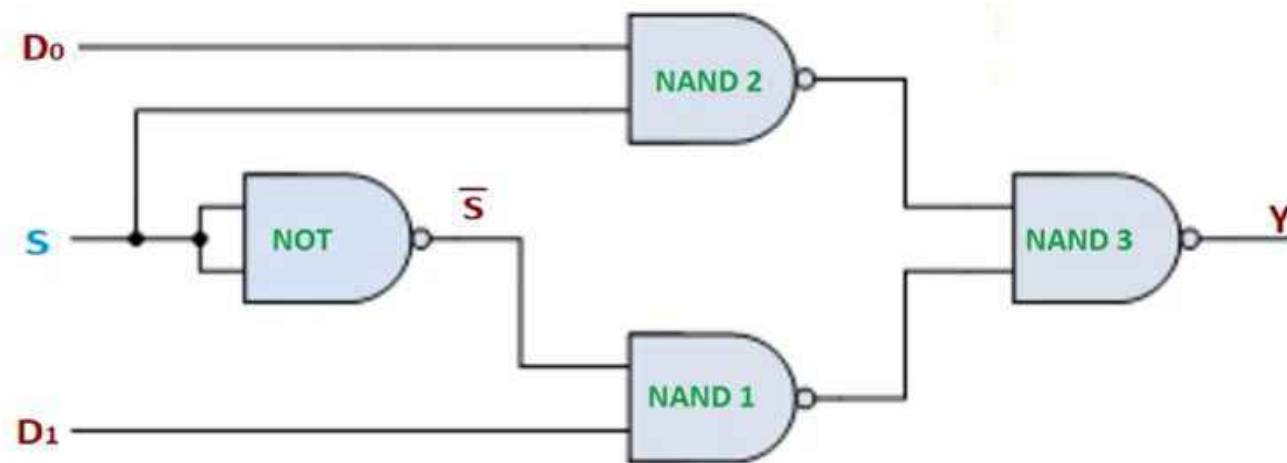 D₀
NAND 2
S
NOT
S̅
NAND 3
Y
NAND 1
D₁